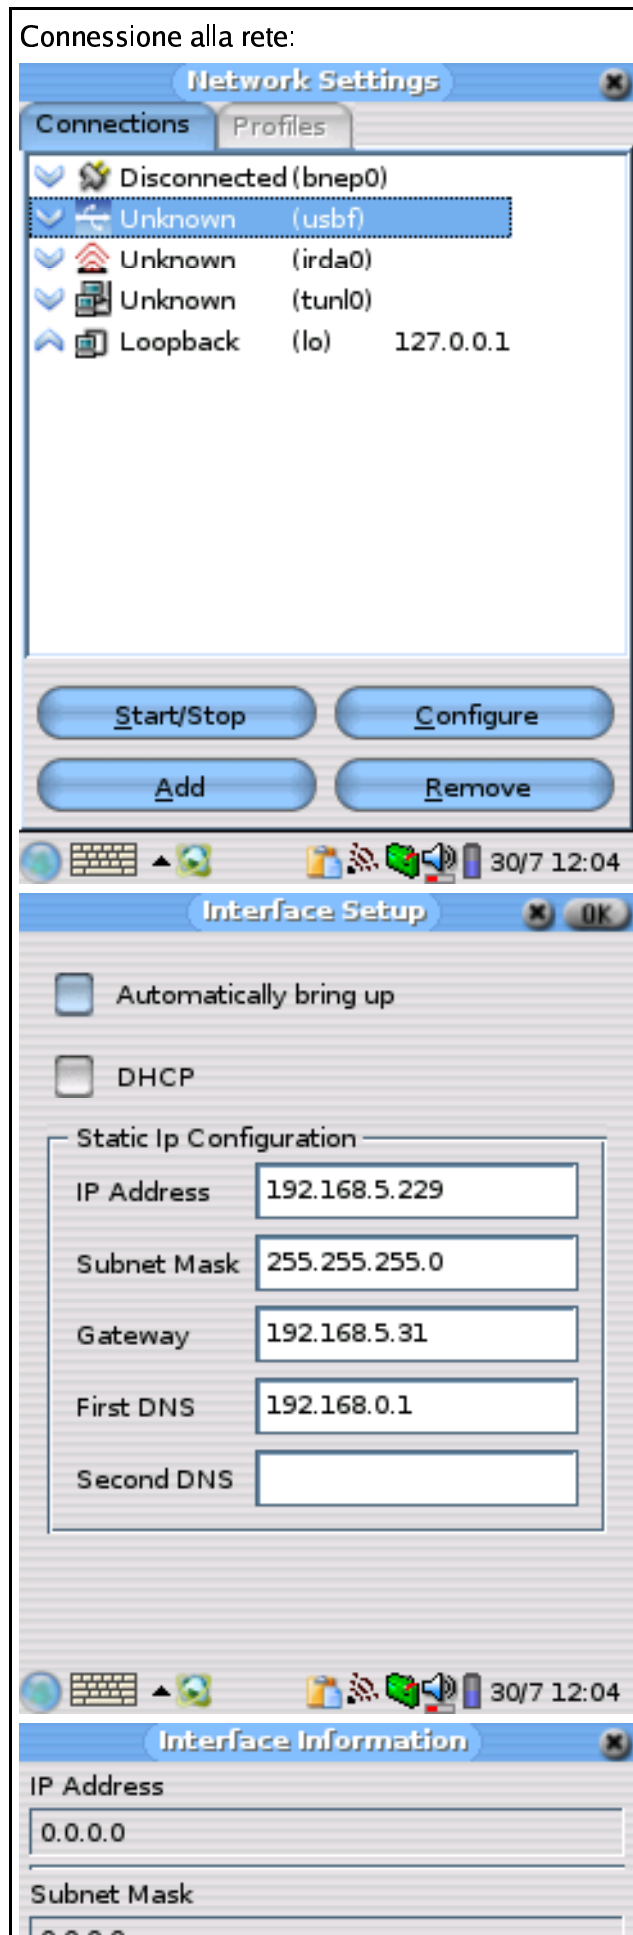 Connessione alla rete:
Network Settings
Connections Profiles
Disconnected (bnep0)
Unknown (usbf)
Unknown (irda0)
Unknown (tunl0)
Loopback (lo) 127.0.0.1
Start/Stop Configure
Add Remove
30/7 12:04
Interface Setup OK
Automatically bring up
DHCP
Static Ip Configuration
IP Address 192.168.5.229
Subnet Mask 255.255.255.0
Gateway 192.168.5.31
First DNS 192.168.0.1
Second DNS
30/7 12:04
Interface Information
IP Address
0.0.0.0
Subnet Mask